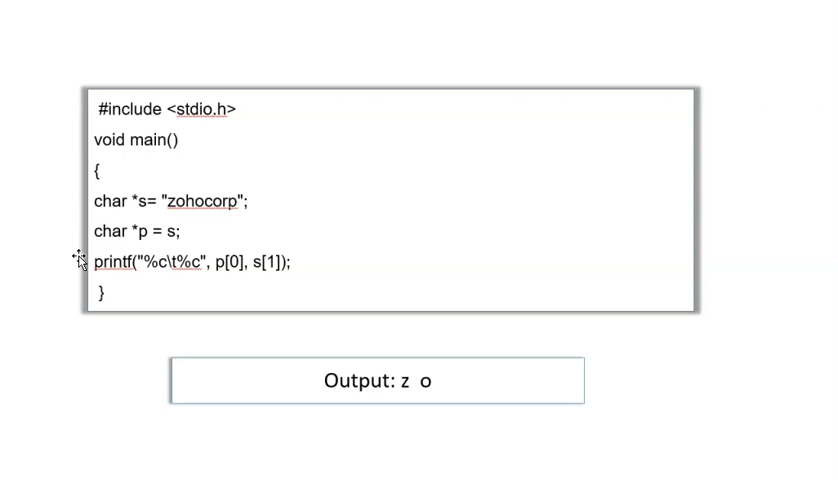 #include <stdio.h>
void main()
{
char *s= "zohocorp";
char *p = s;
printf("%c\t%c", p[0], s[1]);
}
Output: z  o